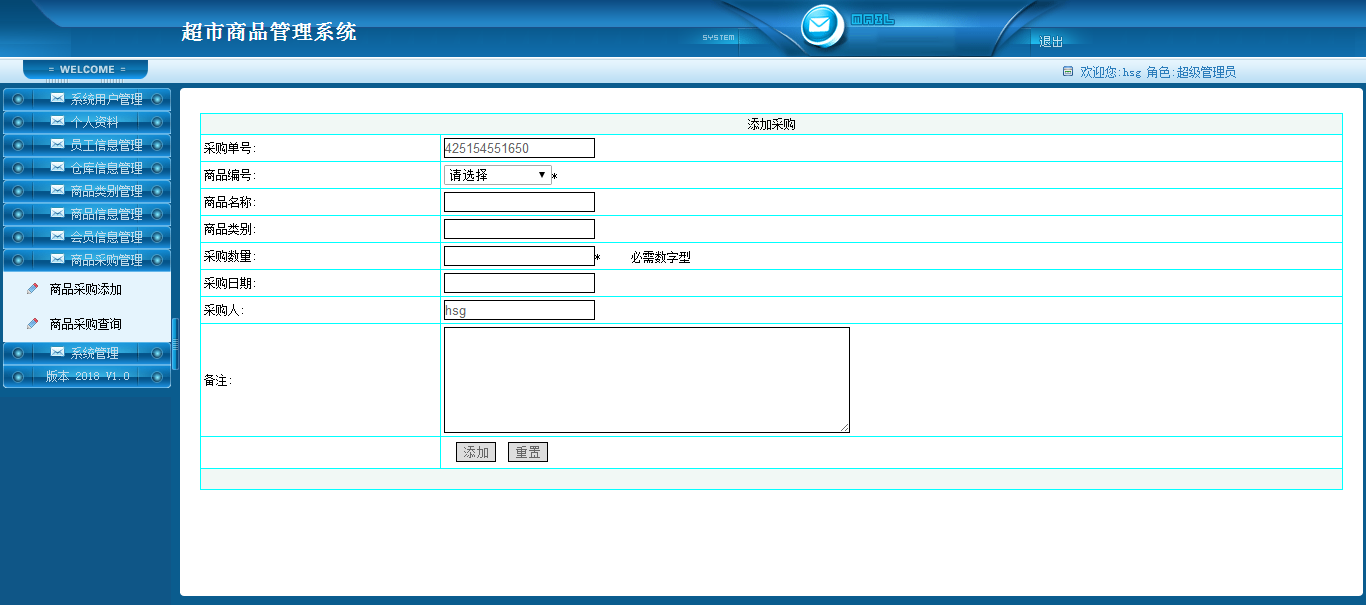 超市商品管理系统
SYSTEM
MAIL
退出
= WELCOME =
欢迎您:hsg 角色:超级管理员
系统用户管理
个人资料
员工信息管理
仓库信息管理
商品类别管理
商品信息管理
会员信息管理
商品采购管理
商品采购添加
商品采购查询
系统管理
版本 2018 V1.0
添加采购
采购单号: 425154551650
商品编号: 请选择 ▼ *
商品名称:
商品类别:
采购数量: * 必需数字型
采购日期:
采购人: hsg
备注:
添加 重置